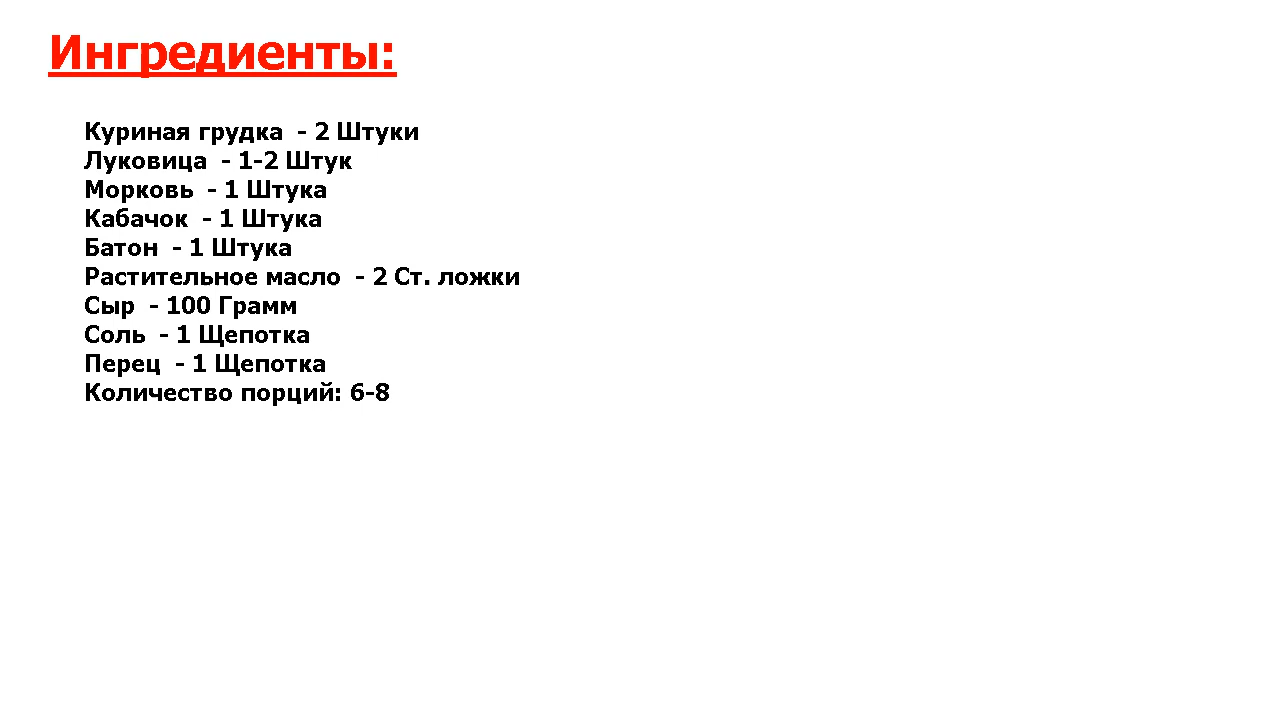 Ингредиенты:
Куриная грудка - 2 Штуки
Луковица - 1-2 Штук
Морковь - 1 Штука
Кабачок - 1 Штука
Батон - 1 Штука
Растительное масло - 2 Ст. ложки
Сыр - 100 Грамм
Соль - 1 Щепотка
Перец - 1 Щепотка
Количество порций: 6-8